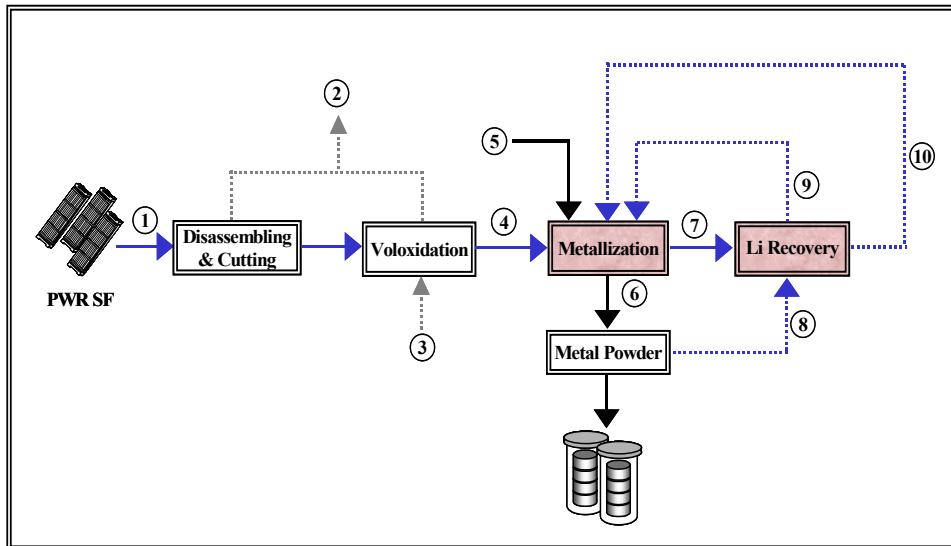 2
5
10
9
1
4
7
Disassembling
& Cutting
Voloxidation
Metallization
Li Recovery
PWR SF
6
8
3
Metal Powder